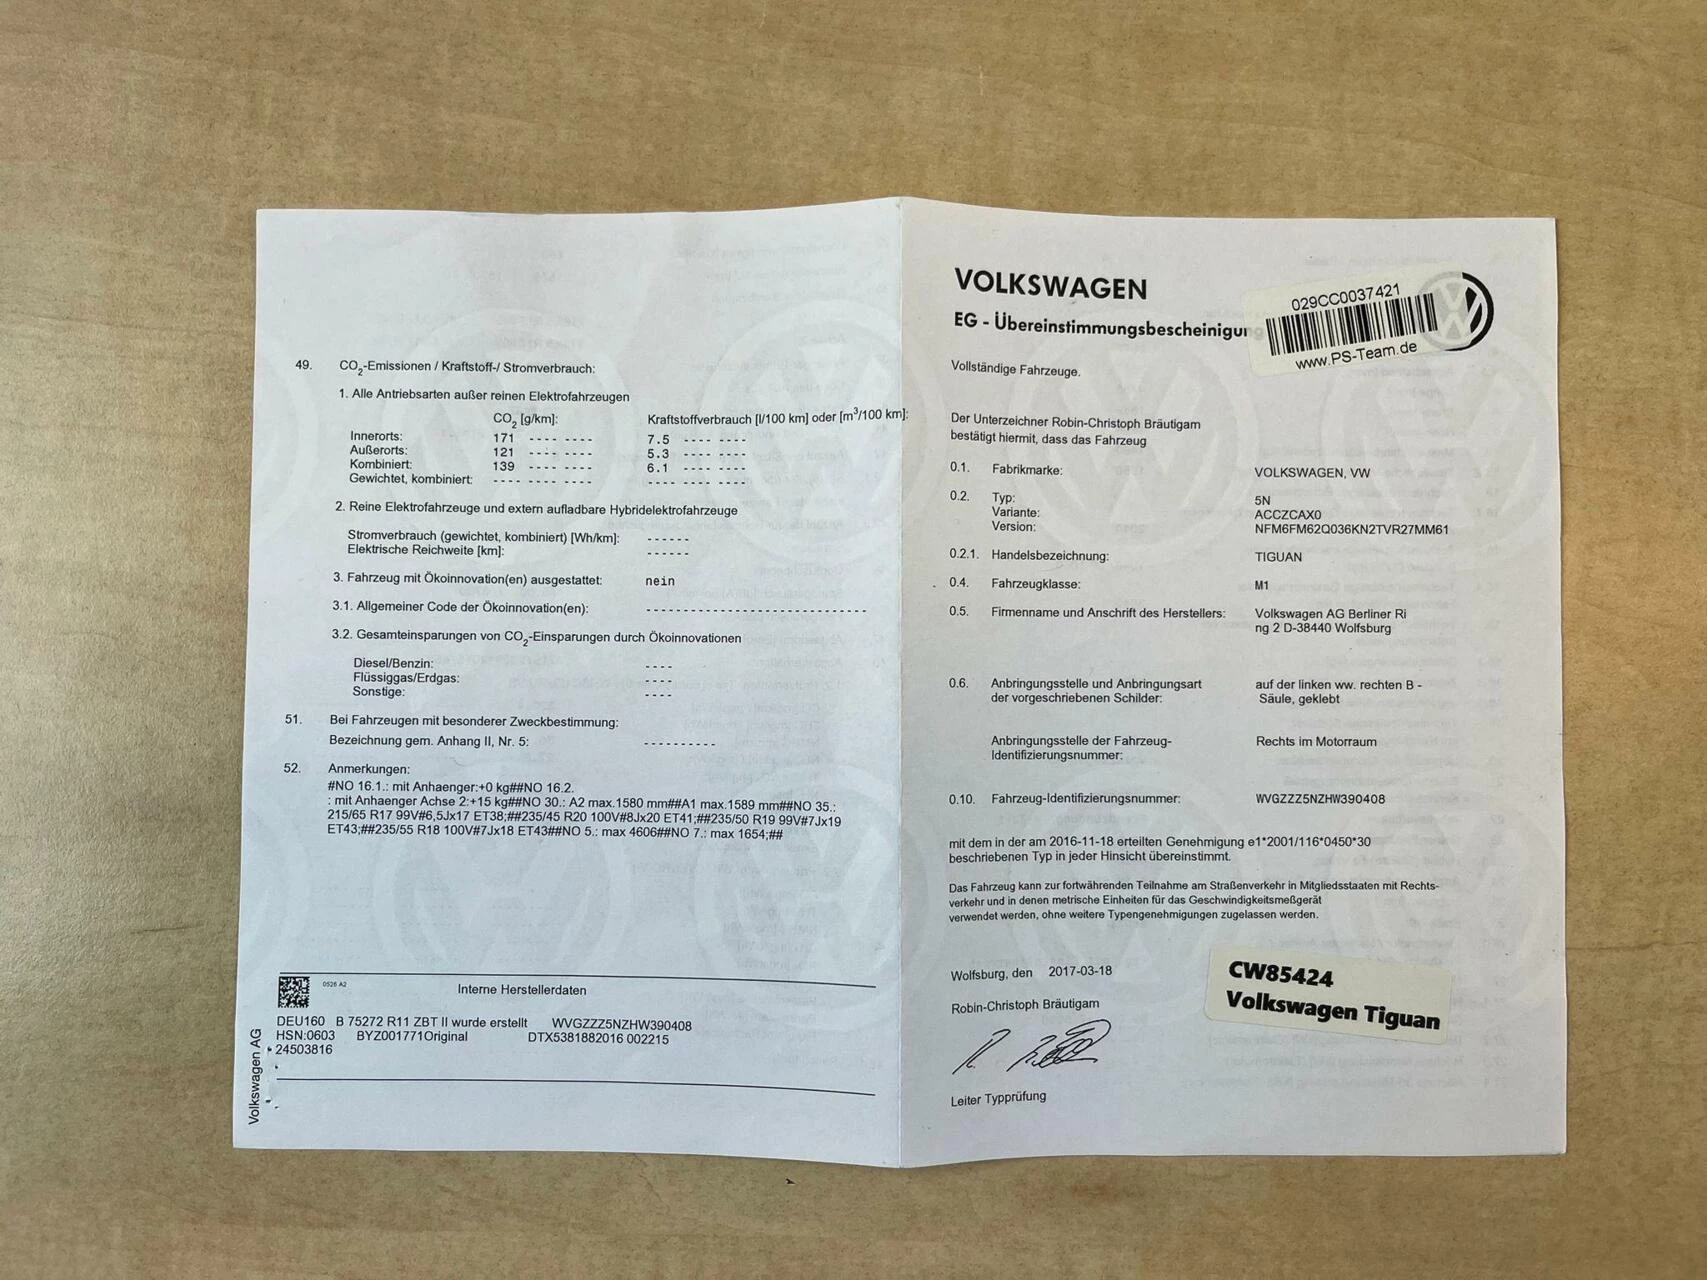 49. CO2-Emissionen / Kraftstoff-/ Stromverbrauch:
1. Alle Antriebsarten außer reinen Elektrofahrzeugen
CO2 [g/km]: Kraftstoffverbrauch [l/100 km] oder [m3/100 km]:
Innerorts: 171 ---- ---- 7.5 ---- ----
Außerorts: 121 ---- ---- 5.3 ---- ----
Kombiniert: 139 ---- ---- 6.1 ---- ----
Gewichtet, kombiniert: ---- ---- ---- ---- ---- ----
2. Reine Elektrofahrzeuge und extern aufladbare Hybridelektrofahrzeuge
Stromverbrauch (gewichtet, kombiniert) [Wh/km]: ------
Elektrische Reichweite [km]: ------
3. Fahrzeug mit Ökoinnovation(en) ausgestattet: nein
3.1. Allgemeiner Code der Ökoinnovation(en): -------------------------------
3.2. Gesamteinsparungen von CO2-Einsparungen durch Ökoinnovationen
Diesel/Benzin: ----
Flüssiggas/Erdgas: ----
Sonstige: ----
51. Bei Fahrzeugen mit besonderer Zweckbestimmung:
Bezeichnung gem. Anhang II, Nr. 5: ----------
52. Anmerkungen:
#NO 16.1.: mit Anhaenger:+0 kg##NO 16.2.
: mit Anhaenger Achse 2:+15 kg##NO 30.: A2 max.1580 mm##A1 max.1589 mm##NO 35.:
215/65 R17 99V#6,5Jx17 ET38;##235/45 R20 100V#8Jx20 ET41;##235/50 R19 99V#7Jx19
ET43;##235/55 R18 100V#7Jx18 ET43##NO 5.: max 4606##NO 7.: max 1654;##
0526 A2
Interne Herstellerdaten
DEU160 B 75272 R11 ZBT II wurde erstellt WVGZZZ5NZHW390408
HSN:0603 BYZ001771Original DTX5381882016 002215
24503816
Volkswagen AG
VOLKSWAGEN
EG - Übereinstimmungsbescheinigung
029CC0037421
www.PS-Team.de
Vollständige Fahrzeuge.
Der Unterzeichner Robin-Christoph Bräutigam
bestätigt hiermit, dass das Fahrzeug
0.1. Fabrikmarke: VOLKSWAGEN, VW
0.2. Typ: 5N
Variante: ACCZCAX0
Version: NFM6FM62Q036KN2TVR27MM61
0.2.1. Handelsbezeichnung: TIGUAN
0.4. Fahrzeugklasse: M1
0.5. Firmenname und Anschrift des Herstellers: Volkswagen AG Berliner Ri
ng 2 D-38440 Wolfsburg
0.6. Anbringungsstelle und Anbringungsart auf der linken ww. rechten B -
der vorgeschriebenen Schilder: Säule, geklebt
Anbringungsstelle der Fahrzeug- Rechts im Motorraum
Identifizierungsnummer:
0.10. Fahrzeug-Identifizierungsnummer: WVGZZZ5NZHW390408
mit dem in der am 2016-11-18 erteilten Genehmigung e1*2001/116*0450*30
beschriebenen Typ in jeder Hinsicht übereinstimmt.
Das Fahrzeug kann zur fortwährenden Teilnahme am Straßenverkehr in Mitgliedsstaaten mit Rechts-
verkehr und in denen metrische Einheiten für das Geschwindigkeitsmeßgerät
verwendet werden, ohne weitere Typengenehmigungen zugelassen werden.
Wolfsburg, den 2017-03-18
Robin-Christoph Bräutigam
Leiter Typprüfung
CW85424
Volkswagen Tiguan